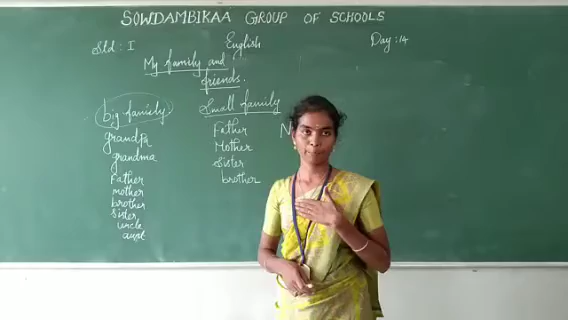 SOWDAMBIKAA GROUP OF SCHOOLS
Std : I
English
Day : 14
My family and
friends.
big family
grandpa
grandma
Father
mother
brother
sister
uncle
aunt
Small family
Father
Mother
Sister
brother